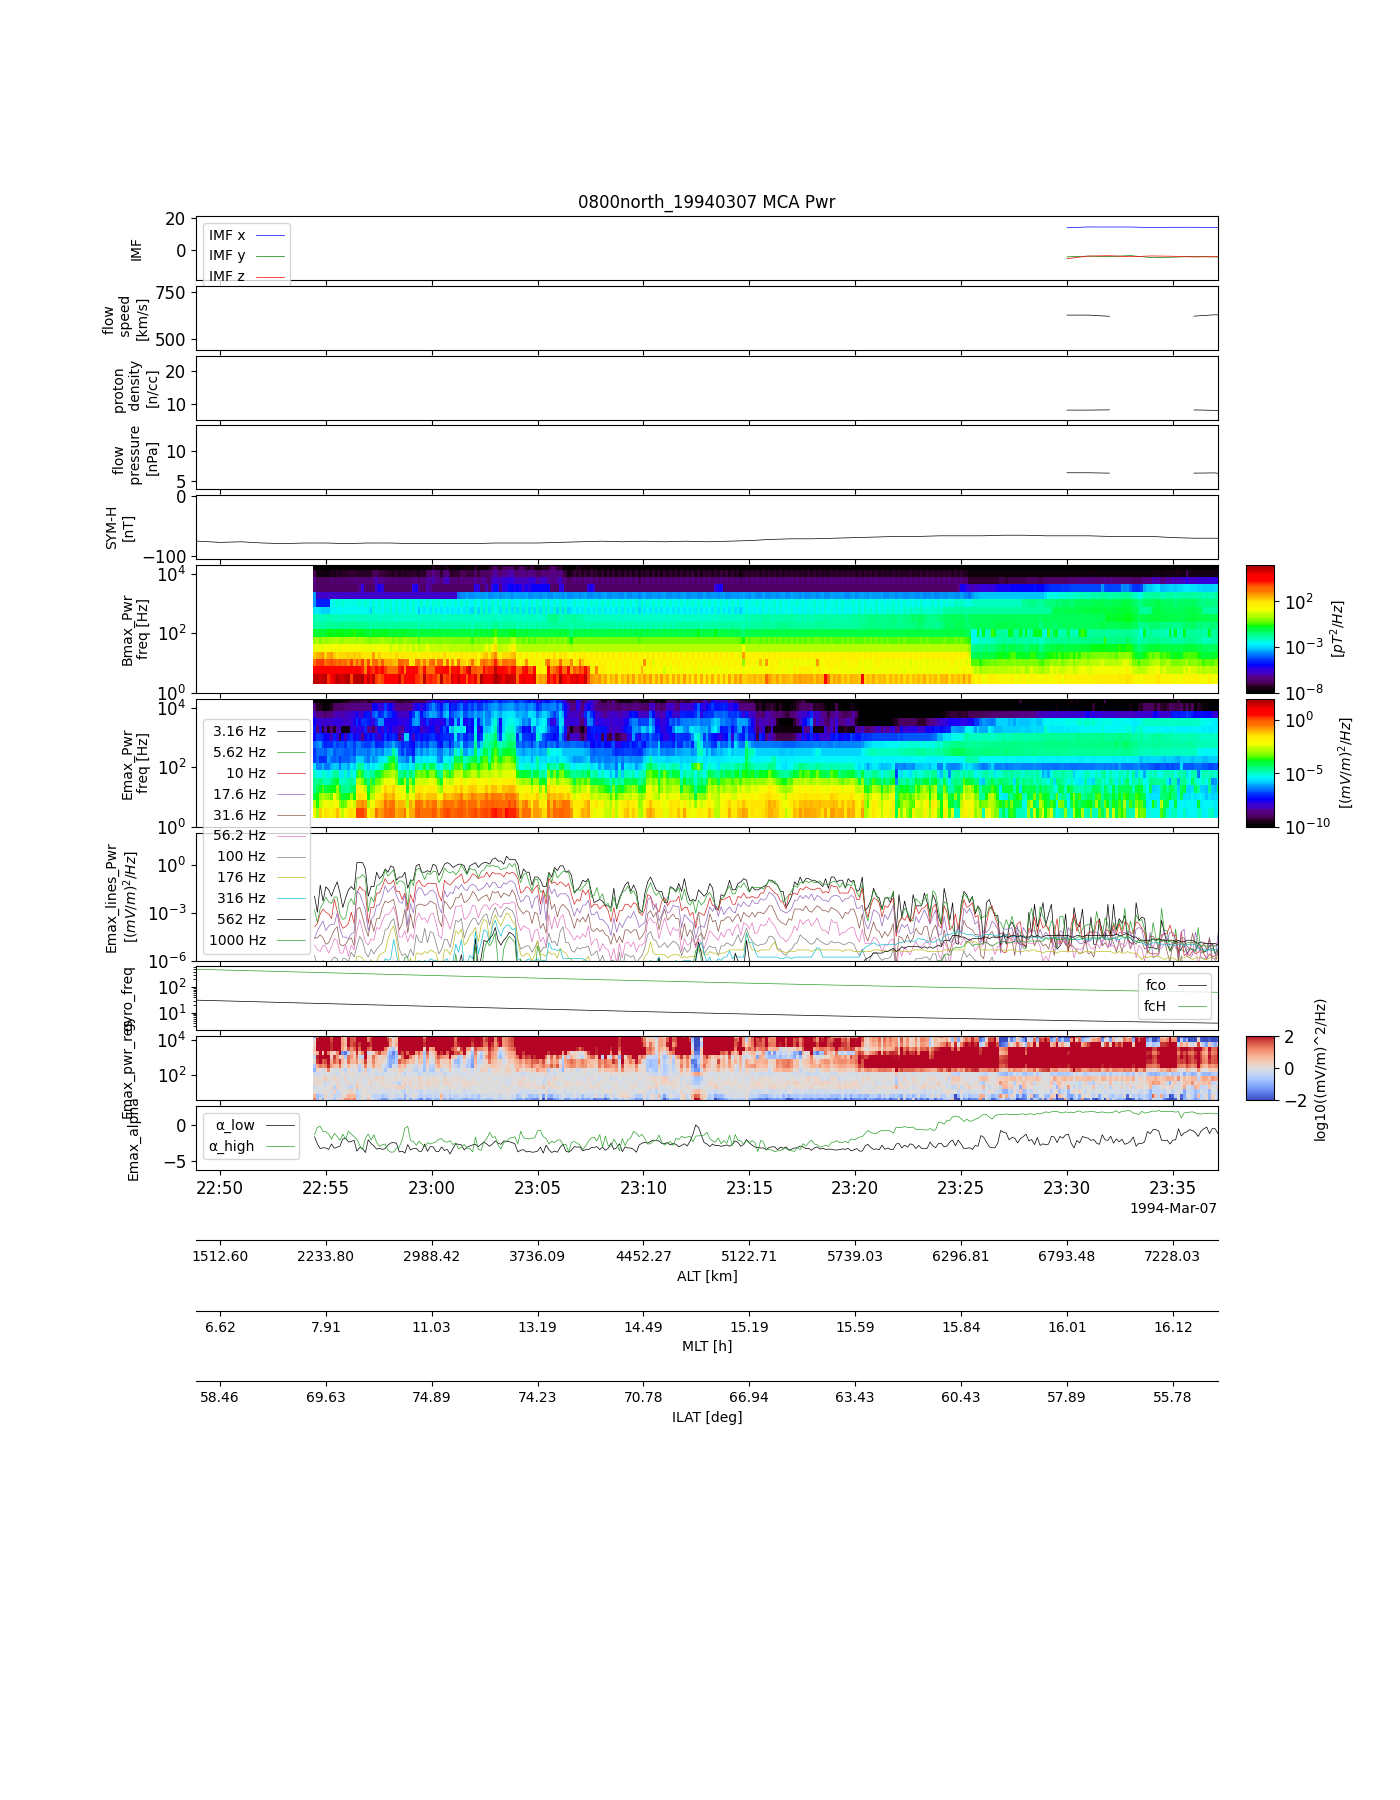 0800north_19940307 MCA Pwr
20
0
IMF
IMF x
IMF y
IMF z
750
500
flow
speed
[km/s]
20
10
proton
density
[n/cc]
10
5
flow
pressure
[nPa]
0
−100
SYM-H
[nT]
10^4
10^2
10^0
Bmax_Pwr
freq [Hz]
10^2
10^−3
10^−8
[pT^2/Hz]
10^4
10^2
10^0
Emax_Pwr
freq [Hz]
10^0
10^−5
10^−10
[(mV/m)^2/Hz]
3.16 Hz
5.62 Hz
10 Hz
17.6 Hz
31.6 Hz
56.2 Hz
100 Hz
176 Hz
316 Hz
562 Hz
1000 Hz
10^0
10^−3
10^−6
Emax_lines_Pwr
[(mV/m)^2/Hz]
10^2
10^1
gyro_freq
fco
fcH
10^4
10^2
Emax_pwr_res
2
0
−2
log10((mV/m)^2/Hz)
0
−5
Emax_alpha
α_low
α_high
22:50 22:55 23:00 23:05 23:10 23:15 23:20 23:25 23:30 23:35
1994-Mar-07
1512.60 2233.80 2988.42 3736.09 4452.27 5122.71 5739.03 6296.81 6793.48 7228.03
ALT [km]
6.62 7.91 11.03 13.19 14.49 15.19 15.59 15.84 16.01 16.12
MLT [h]
58.46 69.63 74.89 74.23 70.78 66.94 63.43 60.43 57.89 55.78
ILAT [deg]